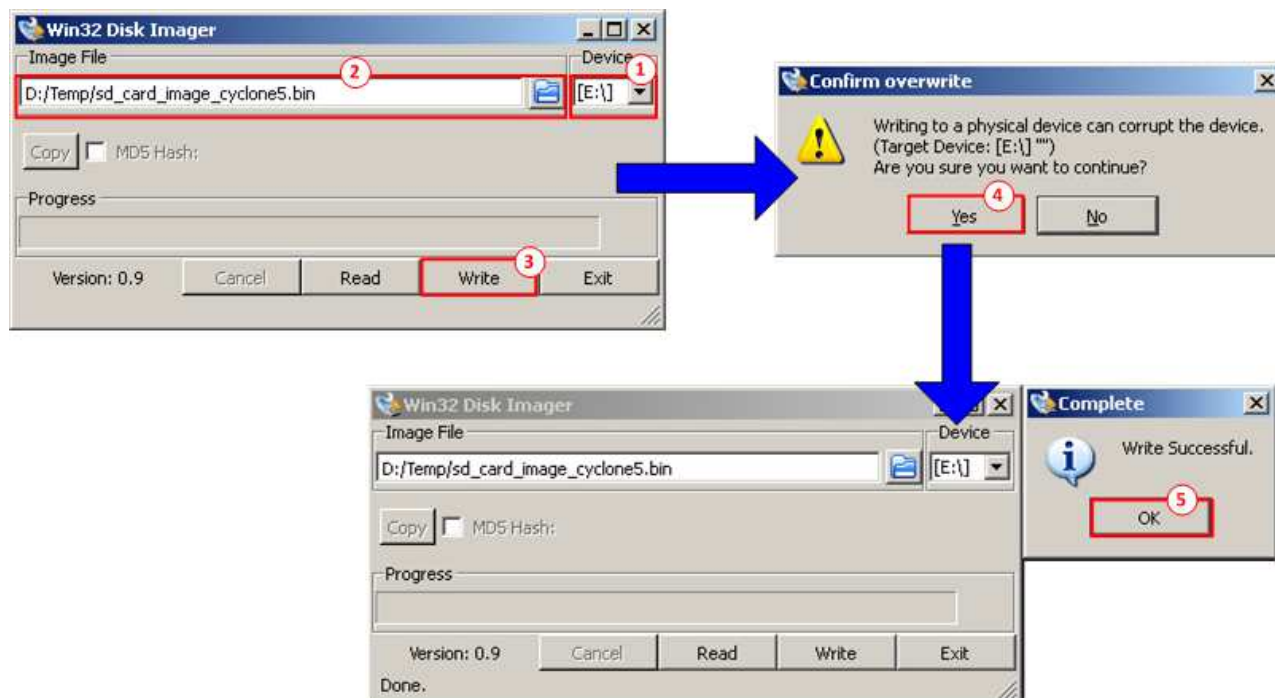 Win32 Disk Imager
Image File
Device
2
1
D:/Temp/sd_card_image_cyclone5.bin
[E:\]
Copy
MD5 Hash:
Progress
3
Version: 0.9
Cancel
Read
Write
Exit
Confirm overwrite
Writing to a physical device can corrupt the device.
(Target Device: [E:\] "")
Are you sure you want to continue?
4
Yes
No
Win32 Disk Imager
Image File
Device
D:/Temp/sd_card_image_cyclone5.bin
[E:\]
Copy
MD5 Hash:
Progress
Version: 0.9
Cancel
Read
Write
Exit
Done.
Complete
Write Successful.
5
OK